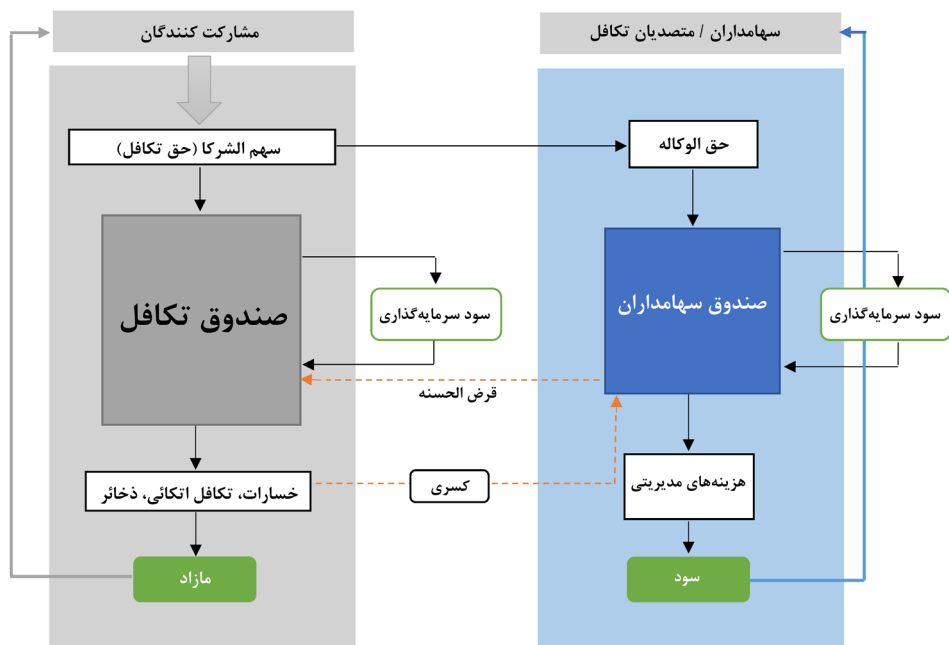 سهامداران / متصدیان تکافل
مشارکت کنندگان
حق الوکاله
سهم الشرکا (حق تکافل)
صندوق سهامداران
سود سرمایه‌گذاری
صندوق تکافل
سود سرمایه‌گذاری
قرض الحسنه
هزینه‌های مدیریتی
کسری
خسارات، تکافل اتکائی، ذخائر
سود
مازاد